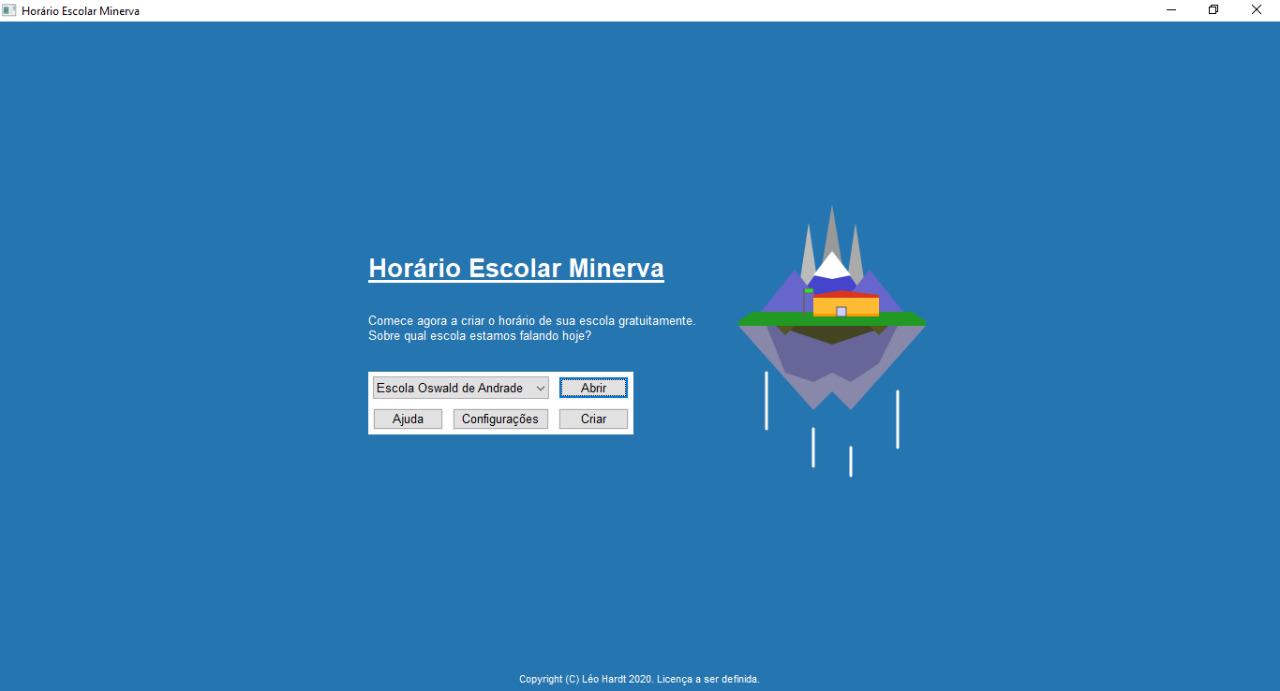 Horário Escolar Minerva
Horário Escolar Minerva
Comece agora a criar o horário de sua escola gratuitamente.
Sobre qual escola estamos falando hoje?
Escola Oswald de Andrade
Abrir
Ajuda
Configurações
Criar
Copyright (C) Léo Hardt 2020. Licença a ser definida.